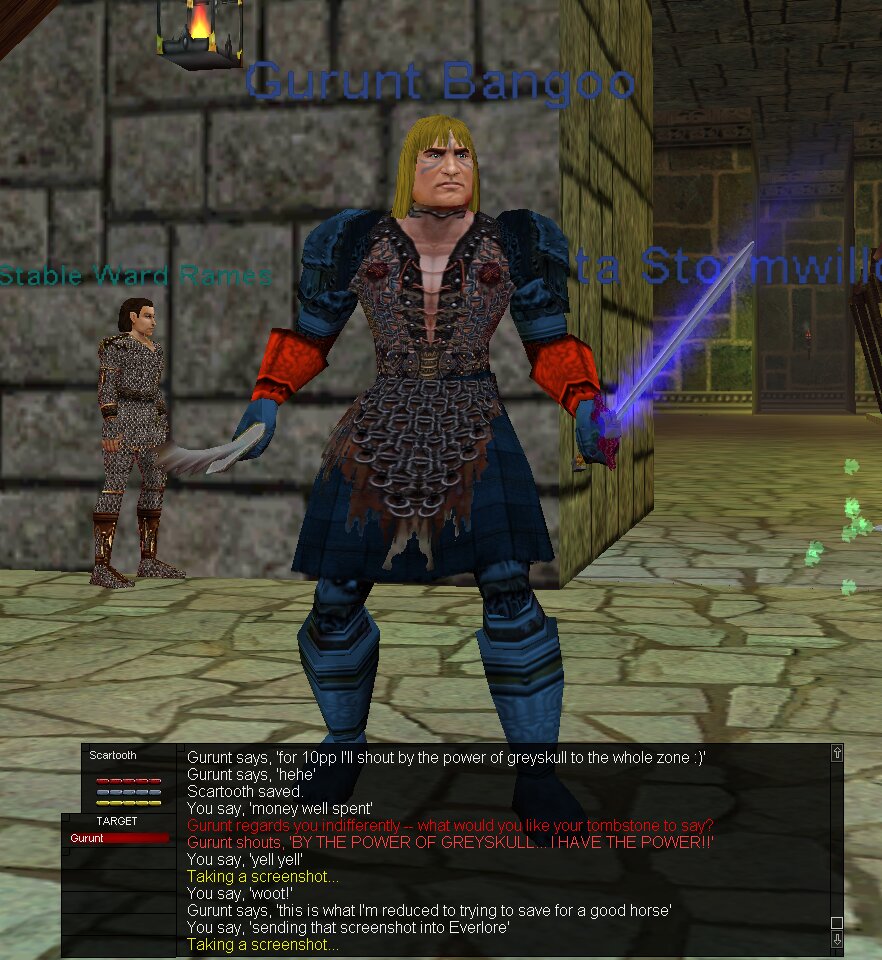 Gurunt Bangoo
Stable Ward Rames
ta Stormwill
Scartooth
TARGET
Gurunt
Gurunt says, 'for 10pp I'll shout by the power of greyskull to the whole zone :)'
Gurunt says, 'hehe'
Scartooth saved.
You say, 'money well spent'
Gurunt regards you indifferently -- what would you like your tombstone to say?
Gurunt shouts, 'BY THE POWER OF GREYSKULL... I HAVE THE POWER!!'
You say, 'yell yell'
Taking a screenshot...
You say, 'woot!'
Gurunt says, 'this is what I'm reduced to trying to save for a good horse'
You say, 'sending that screenshot into Everlore'
Taking a screenshot...